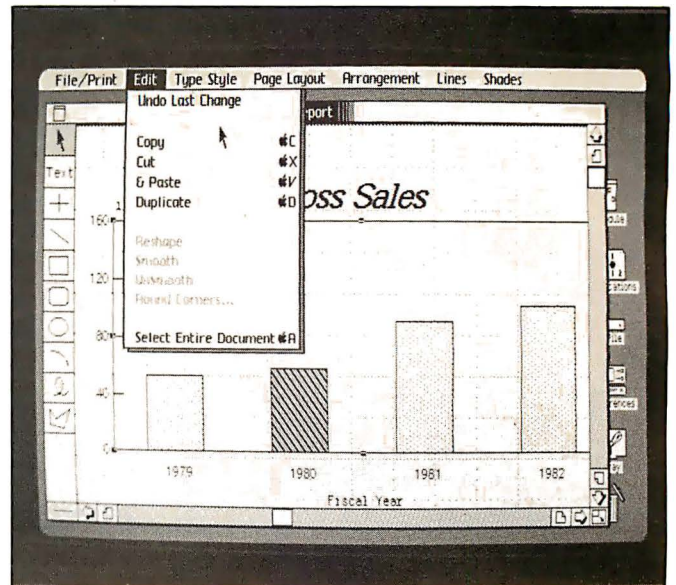 File/Print Edit Type Style Page Layout Arrangement Lines Shades
port
Undo Last Change
Copy C
Cut X
& Paste V
Duplicate D
Reshape
Smooth
Unsmooth
Round Corners...
Select Entire Document A
Text
oss Sales
160
120
80
40
0
1979 1980 1981 1982
Fiscal Year